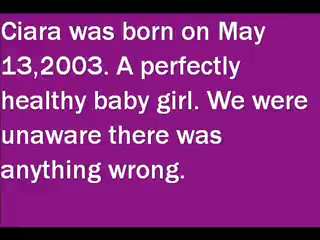 Ciara was born on May
13,2003. A perfectly
healthy baby girl. We were
unaware there was
anything wrong.